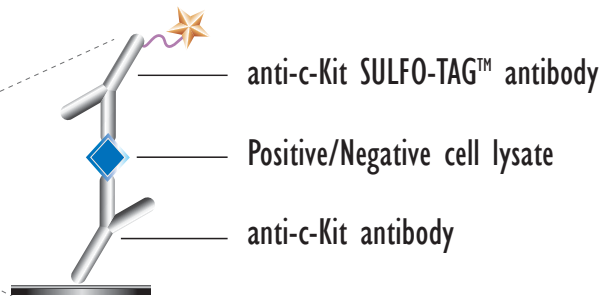 anti-c-Kit SULFO-TAG™ antibody
Positive/Negative cell lysate
anti-c-Kit antibody